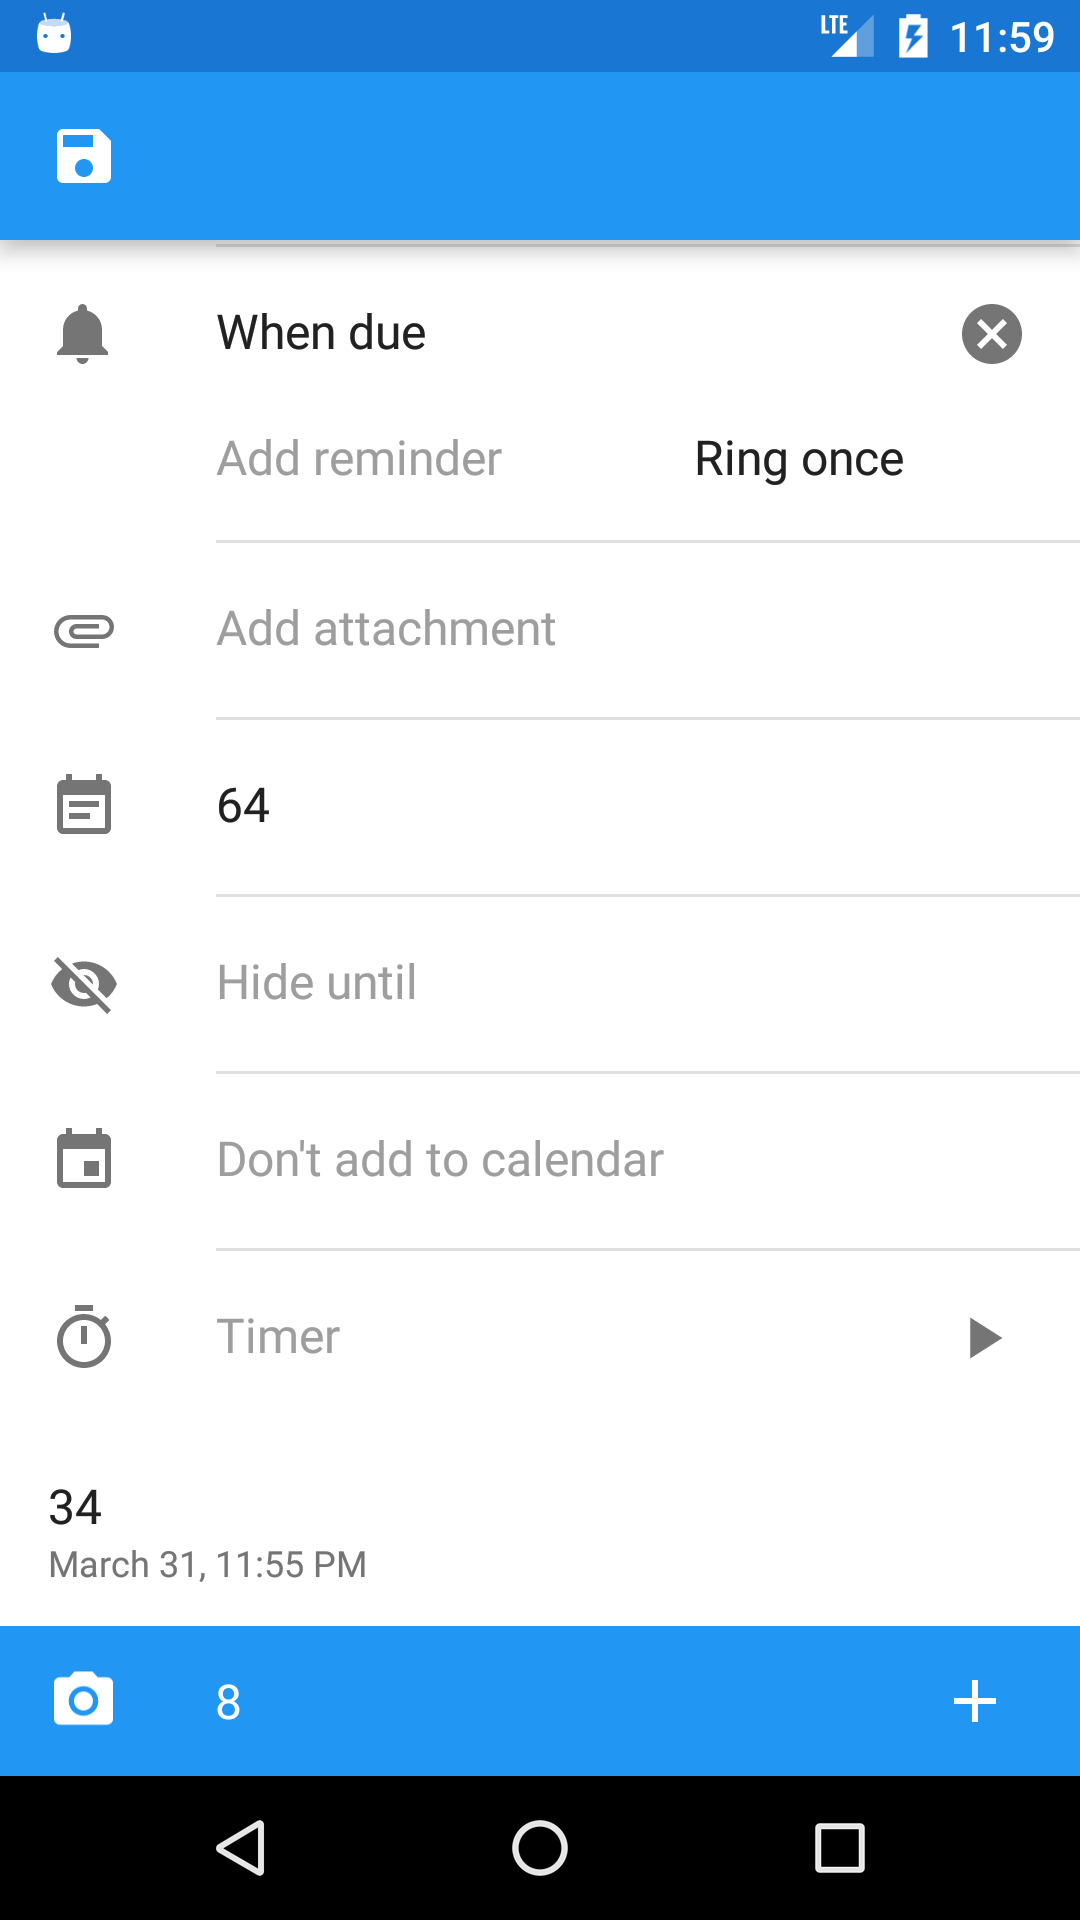 LTE 11:59
When due
Add reminder Ring once
Add attachment
64
Hide until
Don't add to calendar
Timer
34
March 31, 11:55 PM
8